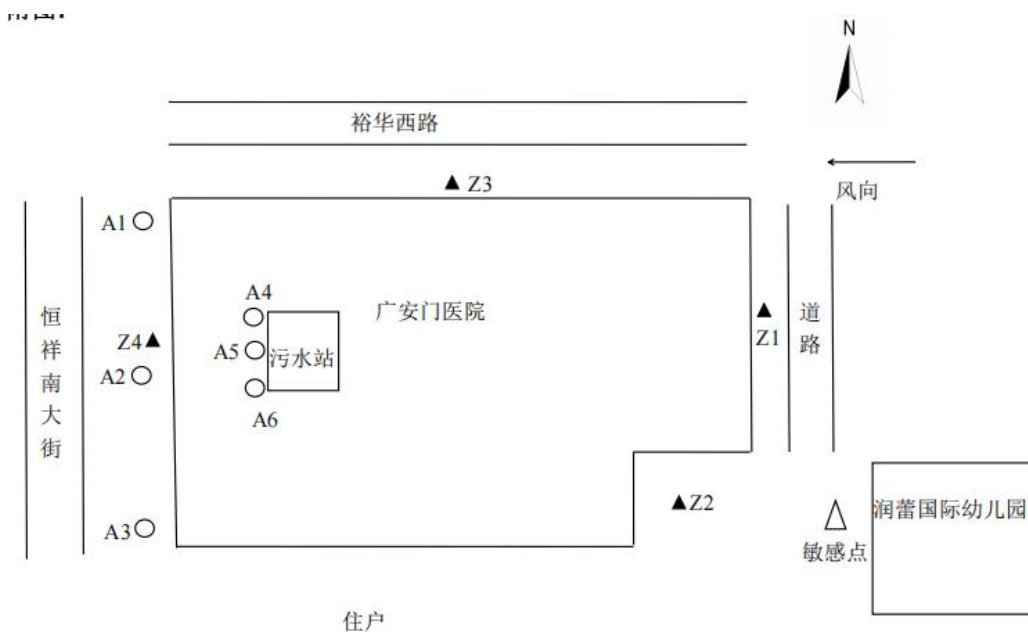 N
裕华西路
风向
Z3
A1
A4
广安门医院
Z4
A5
污水站
Z1
道路
A2
A6
恒祥南大街
A3
Z2
润蕾国际幼儿园
敏感点
住户